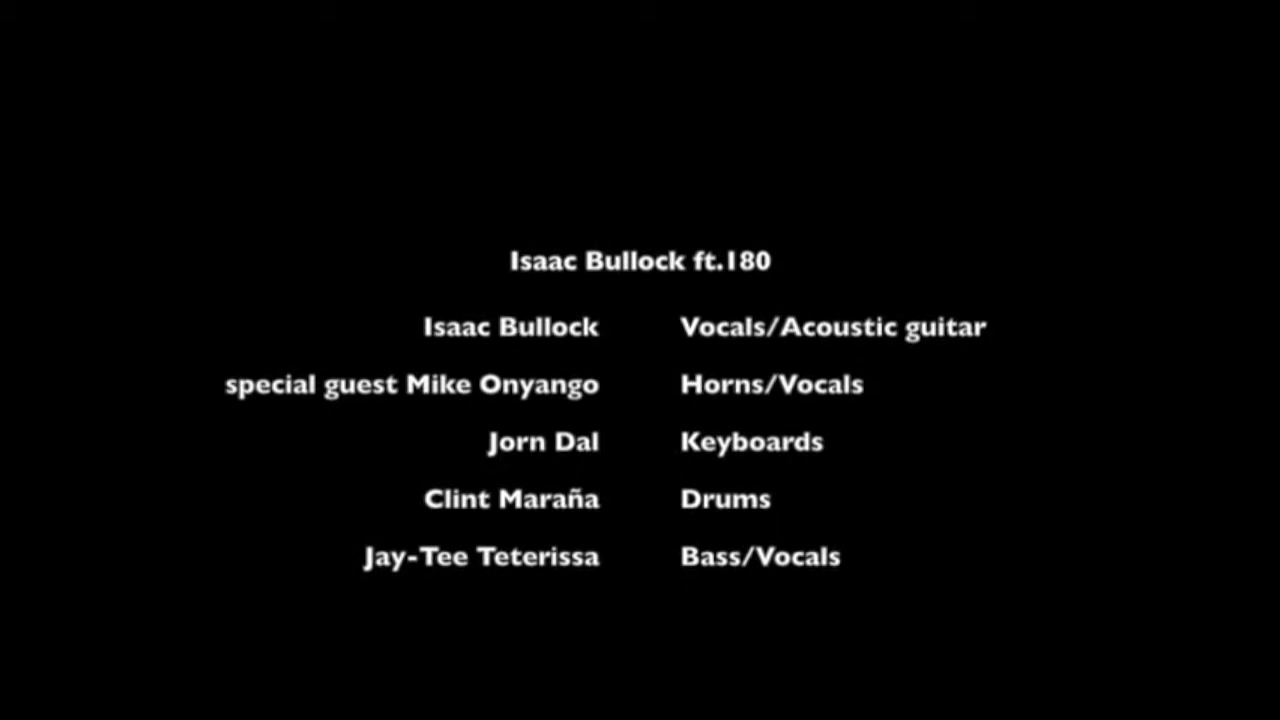 Isaac Bullock ft.180
Isaac Bullock Vocals/Acoustic guitar
special guest Mike Onyango Horns/Vocals
Jorn Dal Keyboards
Clint Maraña Drums
Jay-Tee Teterissa Bass/Vocals